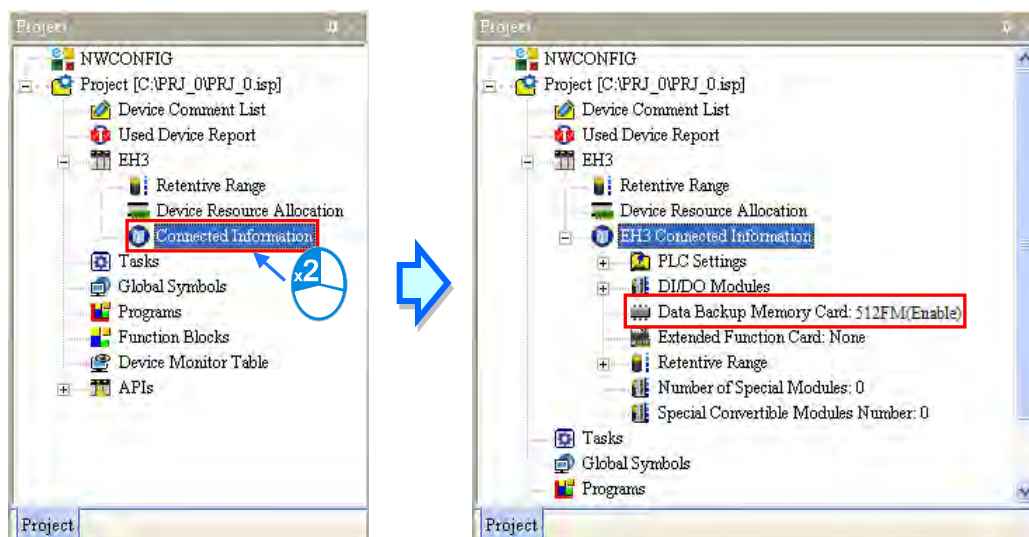 Project
NWCONFIG
Project [C:\PRJ_0\PRJ_0.isp]
Device Comment List
Used Device Report
EH3
Retentive Range
Device Resource Allocation
Connected Information
x2
Tasks
Global Symbols
Programs
Function Blocks
Device Monitor Table
APIs
Project
Project
NWCONFIG
Project [C:\PRJ_0\PRJ_0.isp]
Device Comment List
Used Device Report
EH3
Retentive Range
Device Resource Allocation
EH3 Connected Information
PLC Settings
DI/DO Modules
Data Backup Memory Card: 512FM(Enable)
Extended Function Card: None
Retentive Range
Number of Special Modules: 0
Special Convertible Modules Number: 0
Tasks
Global Symbols
Programs
Project